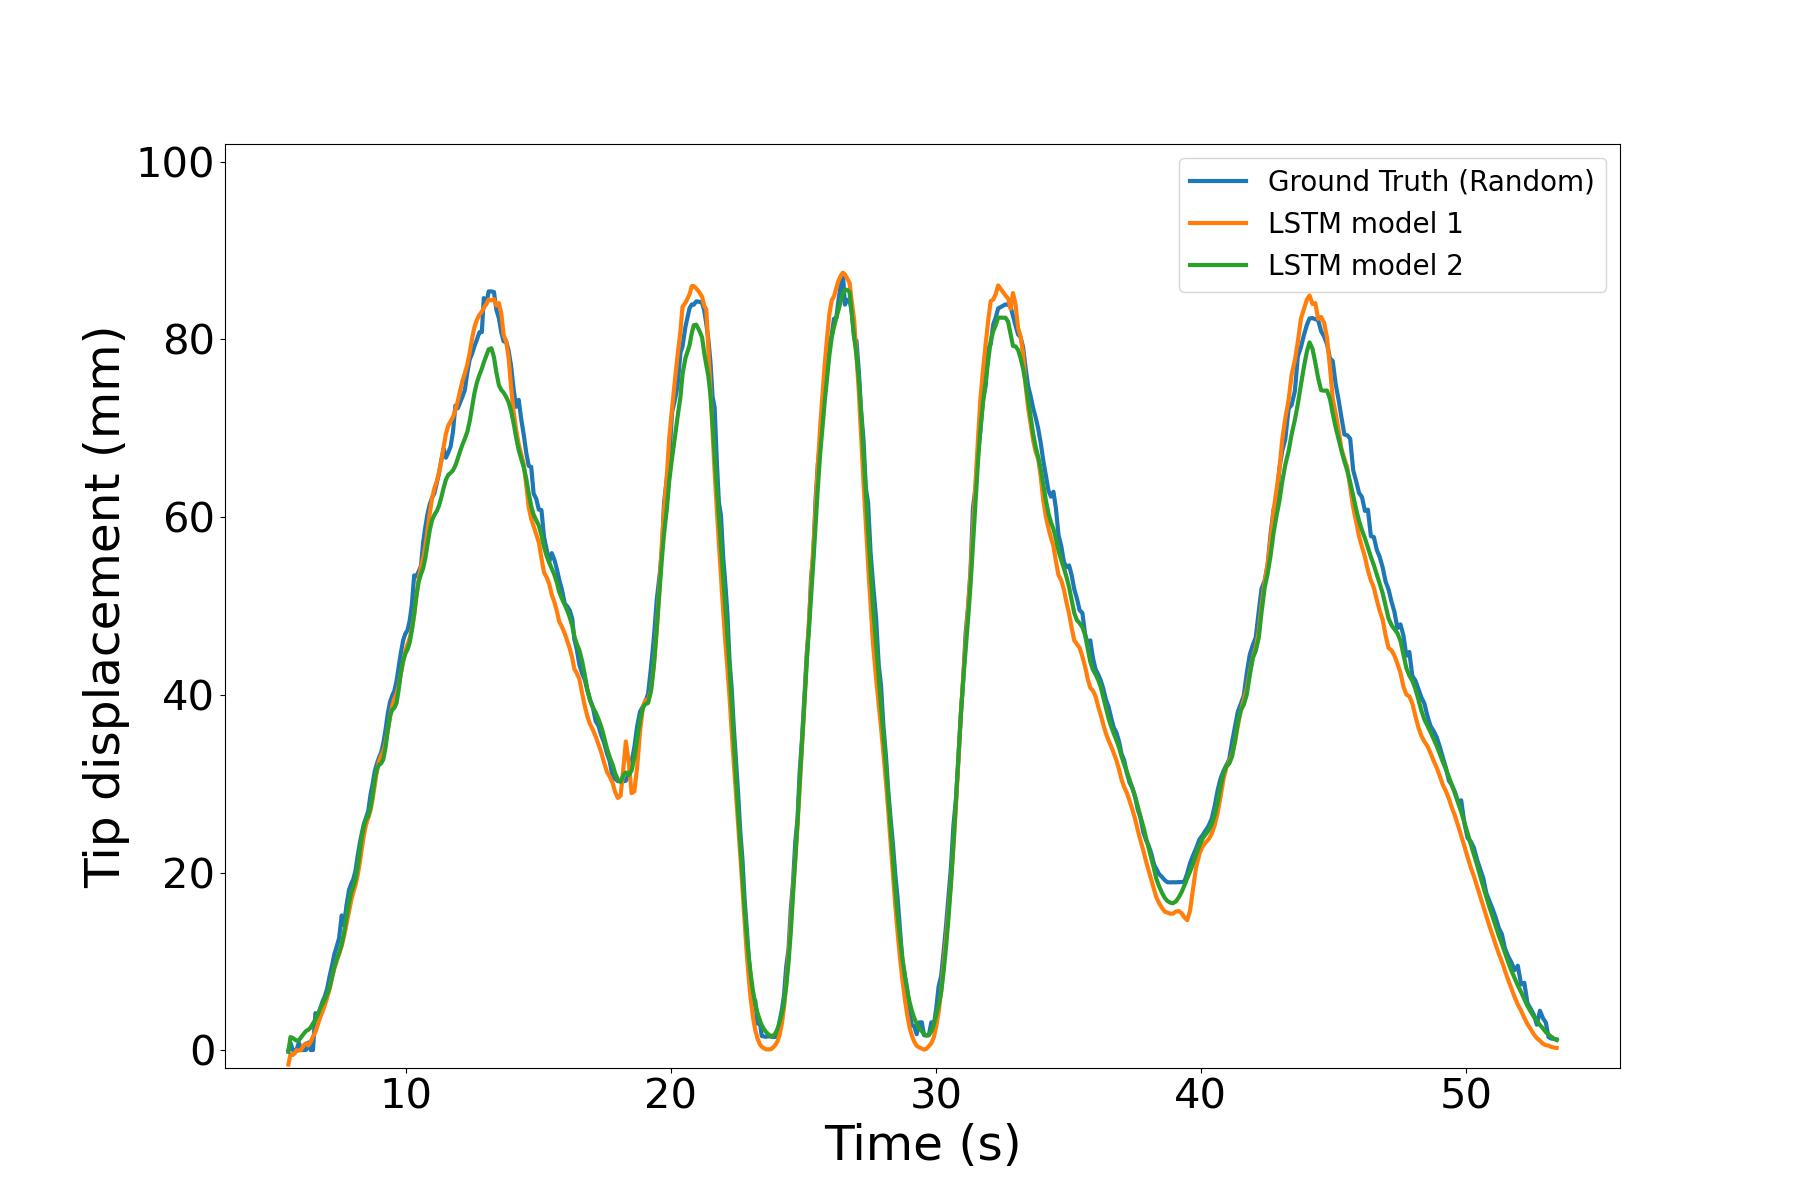 Ground Truth (Random)
LSTM model 1
LSTM model 2
Tip displacement (mm)
100
80
60
40
20
0
10 20 30 40 50
Time (s)